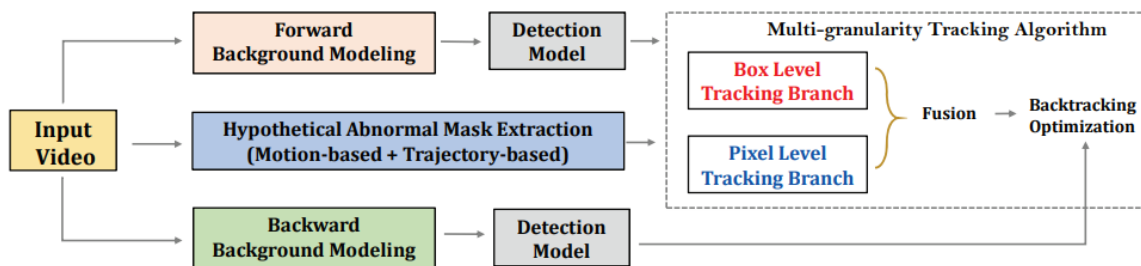 Input
Video
Forward
Background Modeling
Detection
Model
Hypothetical Abnormal Mask Extraction
(Motion-based + Trajectory-based)
Backward
Background Modeling
Detection
Model
Multi-granularity Tracking Algorithm
Box Level
Tracking Branch
Pixel Level
Tracking Branch
Fusion
Backtracking
Optimization